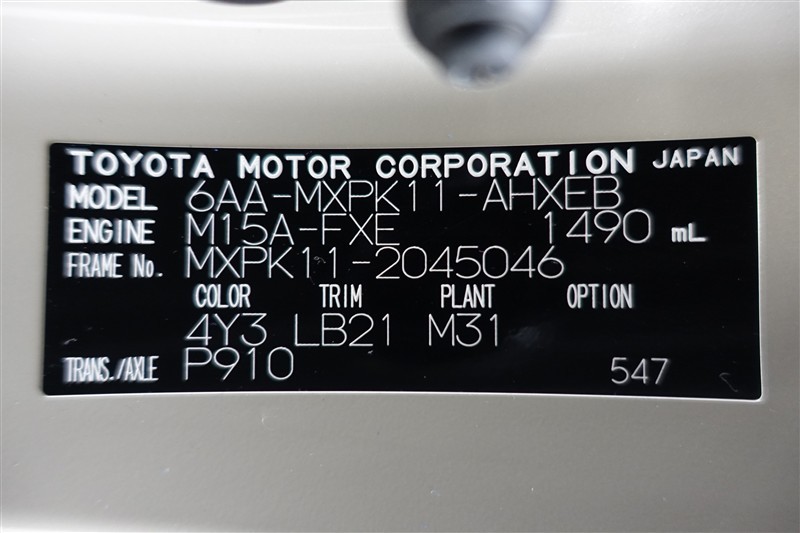 TOYOTA MOTOR CORPORATION JAPAN
MODEL 6AA-MXPK11-AHXEB
ENGINE M15A-FXE 1490 mL
FRAME No. MXPK11-2045046
COLOR TRIM PLANT OPTION
4Y3 LB21 M31
TRANS./AXLE P910 547